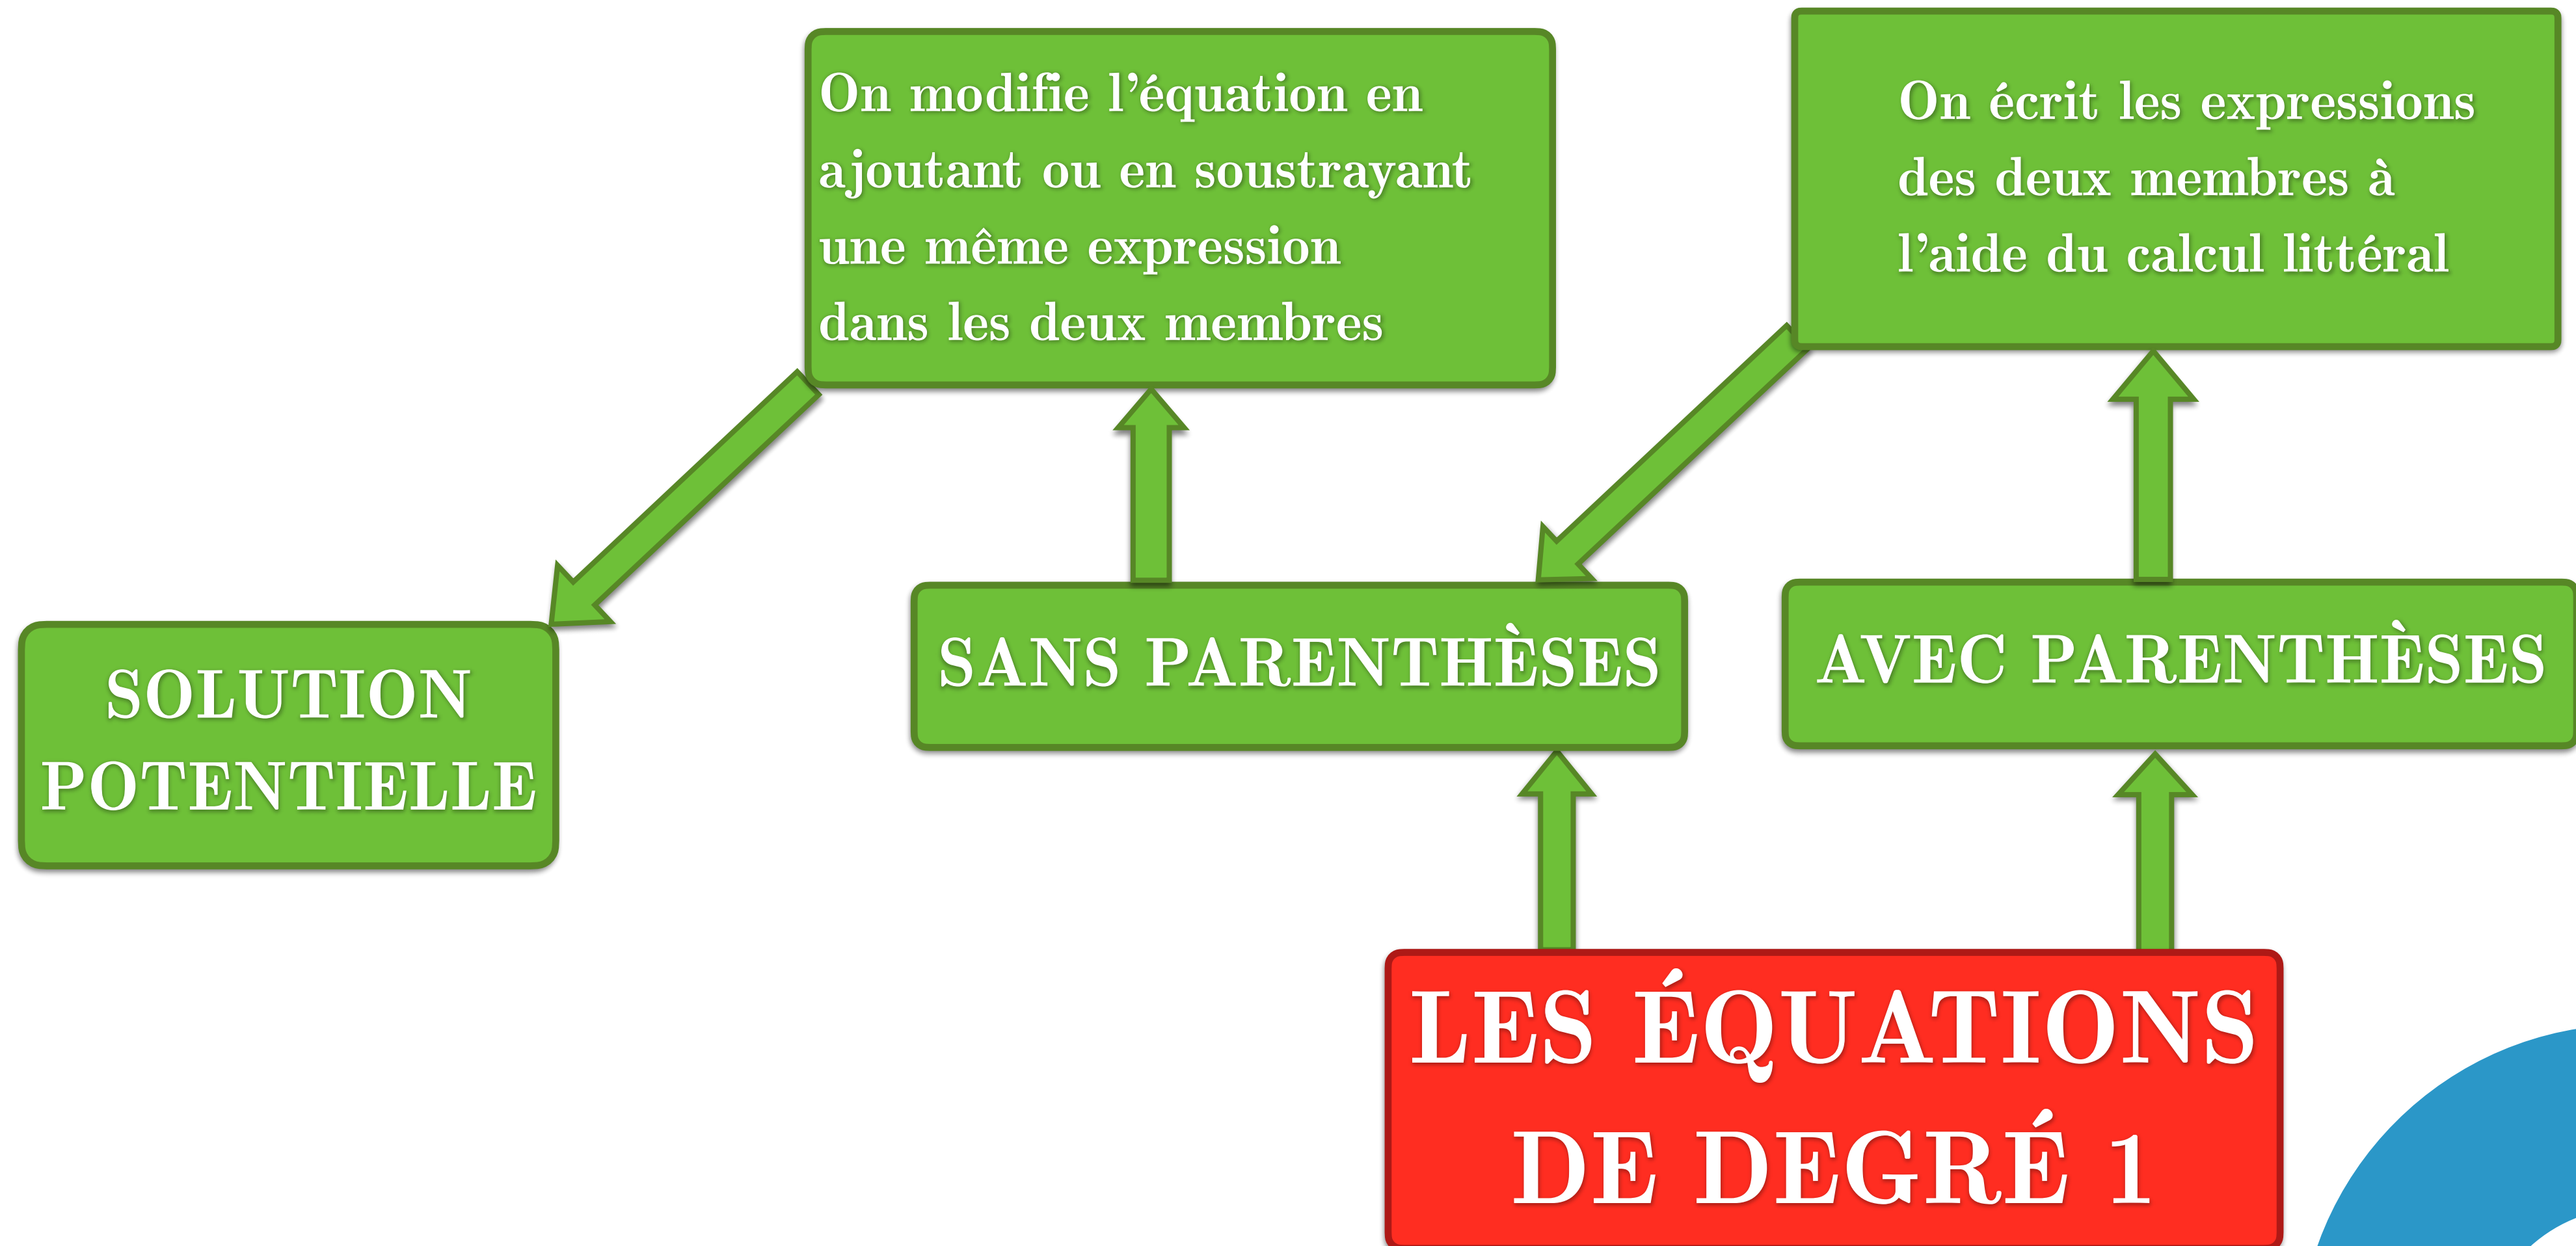 On modifie l'équation en
ajoutant ou en soustrayant
une même expression
dans les deux membres
On écrit les expressions
des deux membres à
l'aide du calcul littéral
SOLUTION
POTENTIELLE
SANS PARENTHÈSES
AVEC PARENTHÈSES
LES ÉQUATIONS
DE DEGRÉ 1